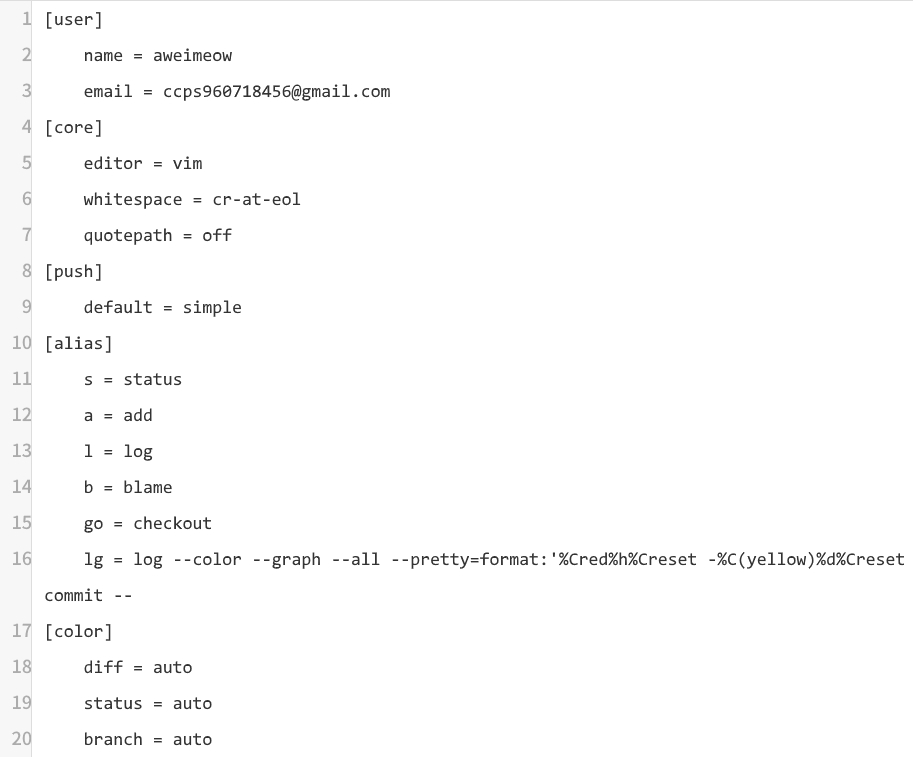 1 [user]
2     name = aweimeow
3     email = ccps960718456@gmail.com
4 [core]
5     editor = vim
6     whitespace = cr-at-eol
7     quotepath = off
8 [push]
9     default = simple
10 [alias]
11     s = status
12     a = add
13     l = log
14     b = blame
15     go = checkout
16     lg = log --color --graph --all --pretty=format:'%Cred%h%Creset -%C(yellow)%d%Creset
commit --
17 [color]
18     diff = auto
19     status = auto
20     branch = auto